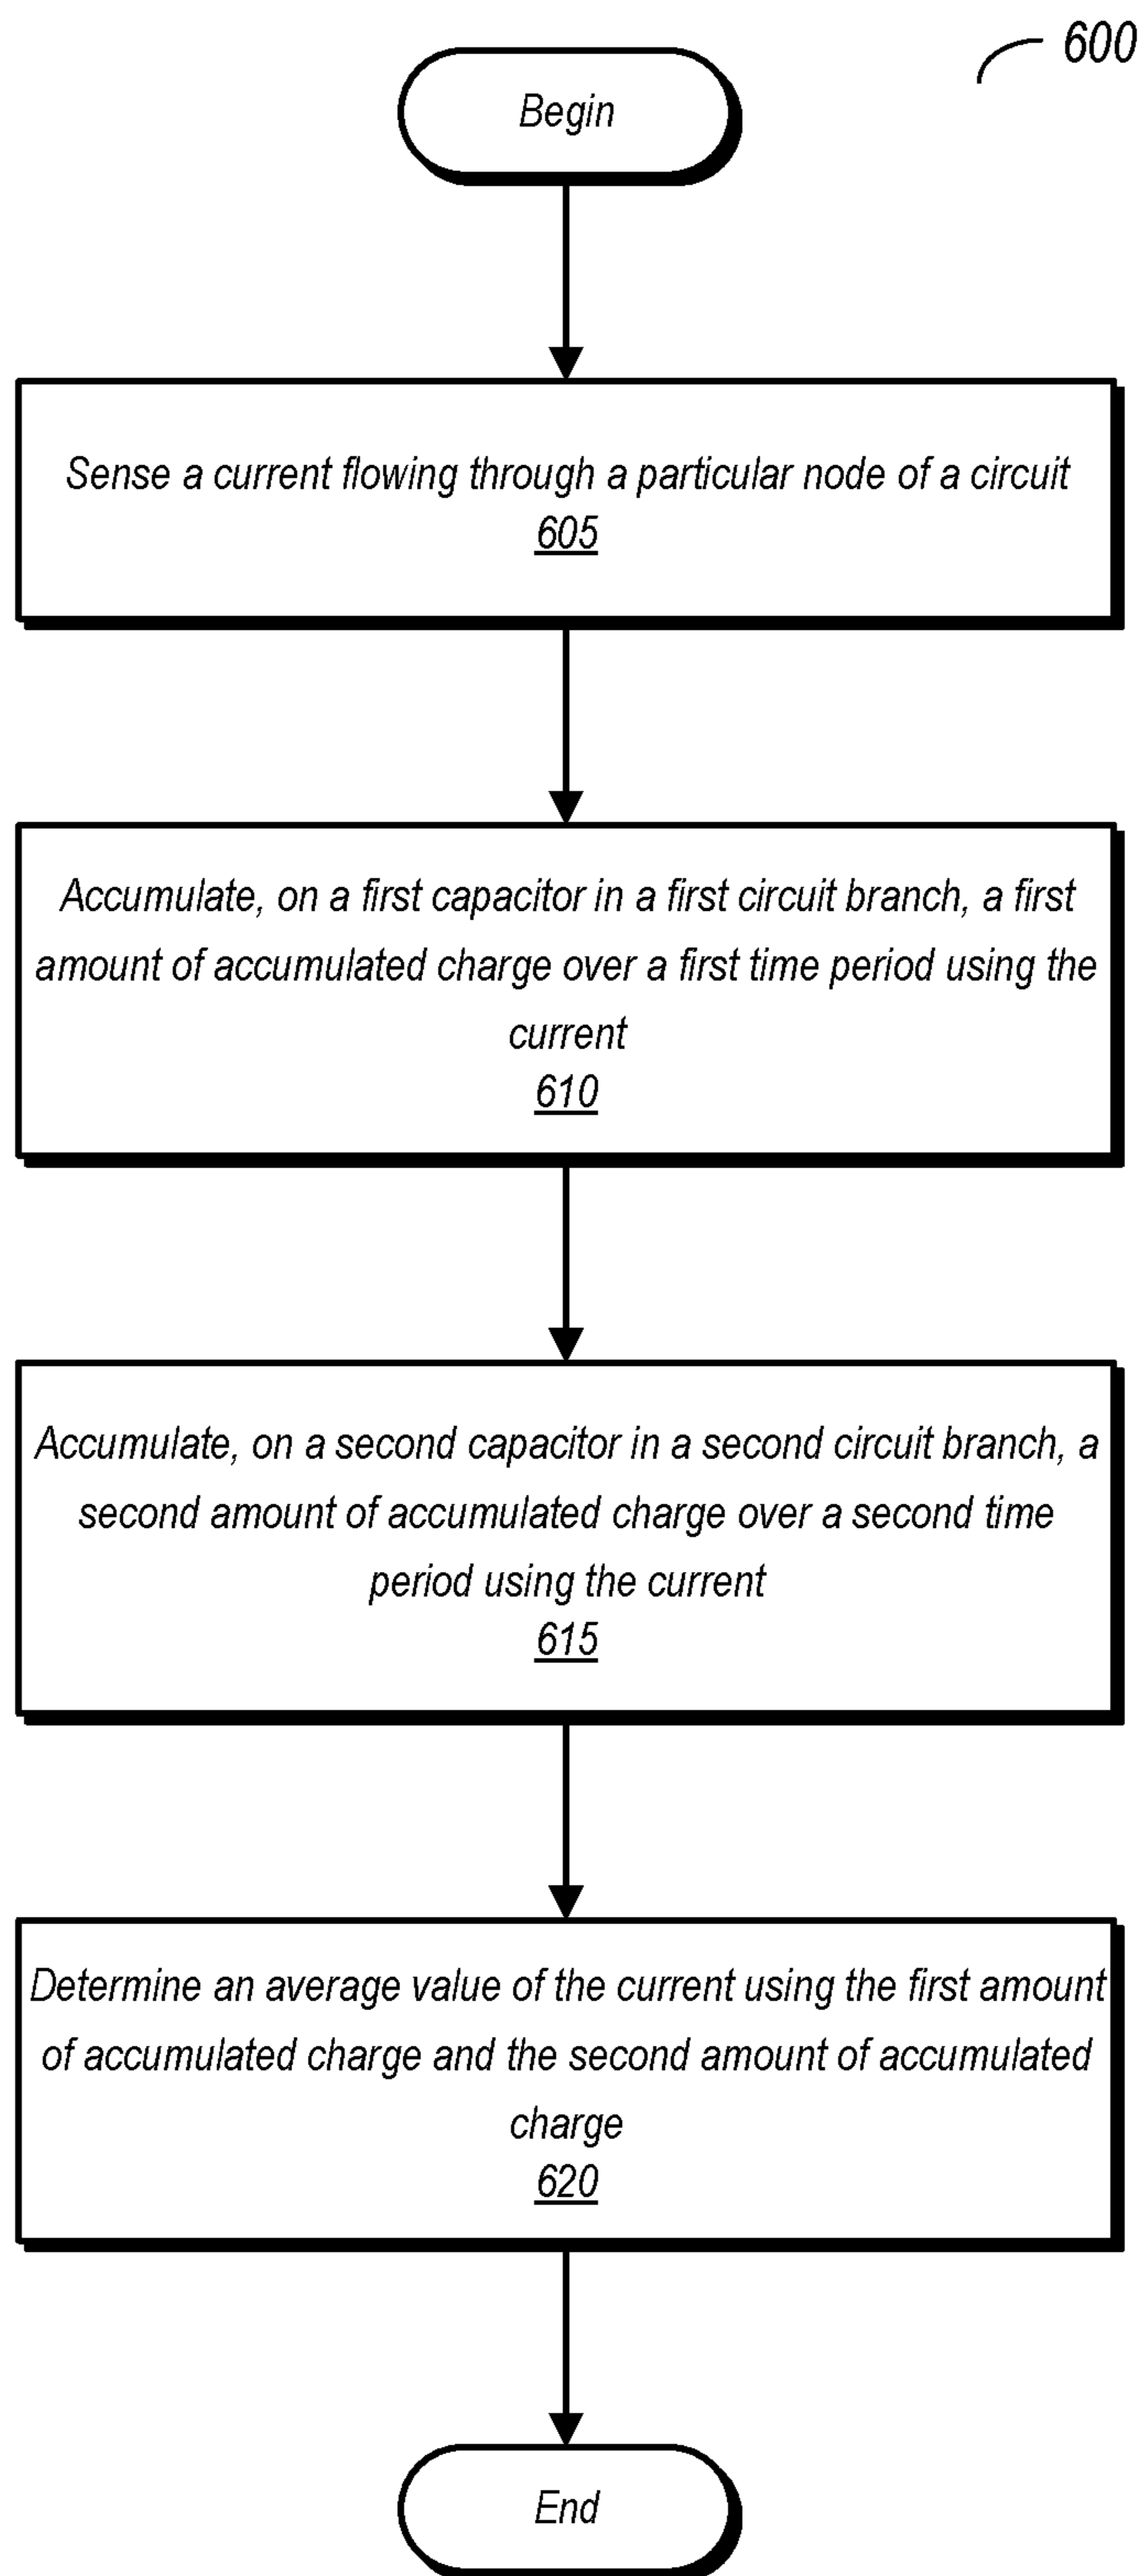 600
Begin
Sense a current flowing through a particular node of a circuit
605
Accumulate, on a first capacitor in a first circuit branch, a first
amount of accumulated charge over a first time period using the
current
610
Accumulate, on a second capacitor in a second circuit branch, a
second amount of accumulated charge over a second time
period using the current
615
Determine an average value of the current using the first amount
of accumulated charge and the second amount of accumulated
charge
620
End